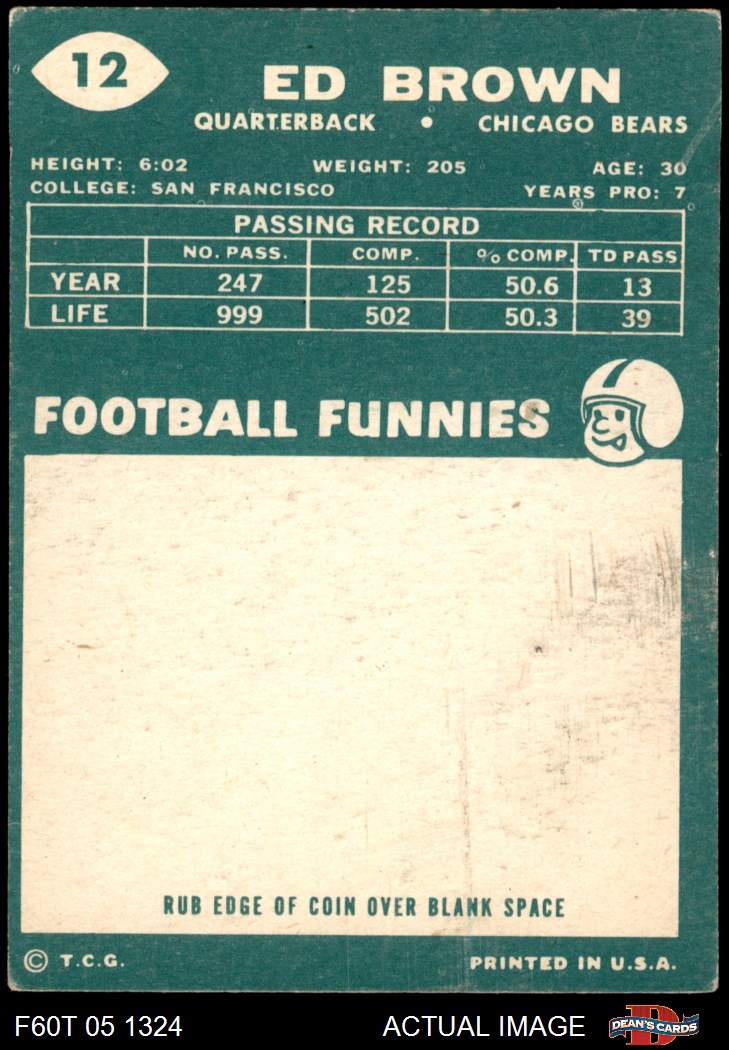 12
ED BROWN
QUARTERBACK • CHICAGO BEARS
HEIGHT: 6:02 WEIGHT: 205 AGE: 30
COLLEGE: SAN FRANCISCO YEARS PRO: 7
PASSING RECORD
NO. PASS. COMP. % COMP. TD PASS
YEAR 247 125 50.6 13
LIFE 999 502 50.3 39
FOOTBALL FUNNIES
RUB EDGE OF COIN OVER BLANK SPACE
© T.C.G. PRINTED IN U.S.A.
F60T 05 1324 ACTUAL IMAGE D DEAN'S CARDS